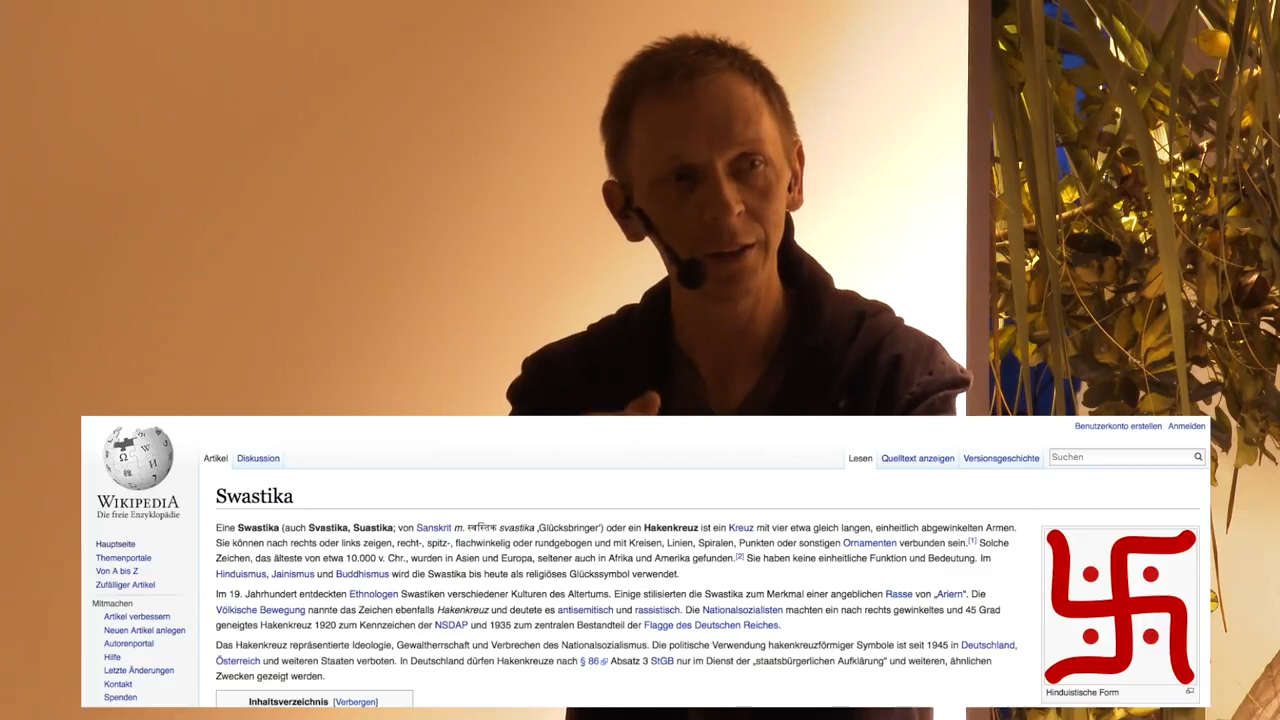 Benutzerkonto erstellen Anmelden
Artikel Diskussion Lesen Quelltext anzeigen Versionsgeschichte Suchen
WIKIPEDIA
Die freie Enzyklopädie
Hauptseite
Themenportale
Von A bis Z
Zufälliger Artikel
Mitmachen
Artikel verbessern
Neuen Artikel anlegen
Autorenportal
Hilfe
Letzte Änderungen
Kontakt
Spenden
Swastika
Eine Swastika (auch Svastika, Suastika; von Sanskrit m. स्वस्तिक svastika ‚Glücksbringer‘) oder ein Hakenkreuz ist ein Kreuz mit vier etwa gleich langen, einheitlich abgewinkelten Armen.
Sie können nach rechts oder links zeigen, recht-, spitz-, flachwinklig oder rundgebogen und mit Kreisen, Linien, Spiralen, Punkten oder sonstigen Ornamenten verbunden sein.[1] Solche
Zeichen, das älteste von etwa 10.000 v. Chr., wurden in Asien und Europa, seltener auch in Afrika und Amerika gefunden.[2] Sie haben keine einheitliche Funktion und Bedeutung. Im
Hinduismus, Jainismus und Buddhismus wird die Swastika bis heute als religiöses Glückssymbol verwendet.
Im 19. Jahrhundert entdeckten Ethnologen Swastiken verschiedener Kulturen des Altertums. Einige stilisierten die Swastika zum Merkmal einer angeblichen Rasse von „Ariern“. Die
Völkische Bewegung nannte das Zeichen ebenfalls Hakenkreuz und deutete es antisemitisch und rassistisch. Die Nationalsozialisten machten ein nach rechts gewinkeltes und 45 Grad
geneigtes Hakenkreuz 1920 zum Kennzeichen der NSDAP und 1935 zum zentralen Bestandteil der Flagge des Deutschen Reiches.
Das Hakenkreuz repräsentierte Ideologie, Gewaltherrschaft und Verbrechen des Nationalsozialismus. Die politische Verwendung hakenkreuzförmiger Symbole ist seit 1945 in Deutschland,
Österreich und weiteren Staaten verboten. In Deutschland dürfen Hakenkreuze nach § 86 Absatz 3 StGB nur im Dienst der „staatsbürgerlichen Aufklärung“ und weiteren, ähnlichen
Zwecken gezeigt werden.
Inhaltsverzeichnis [Verbergen]
Hinduistische Form